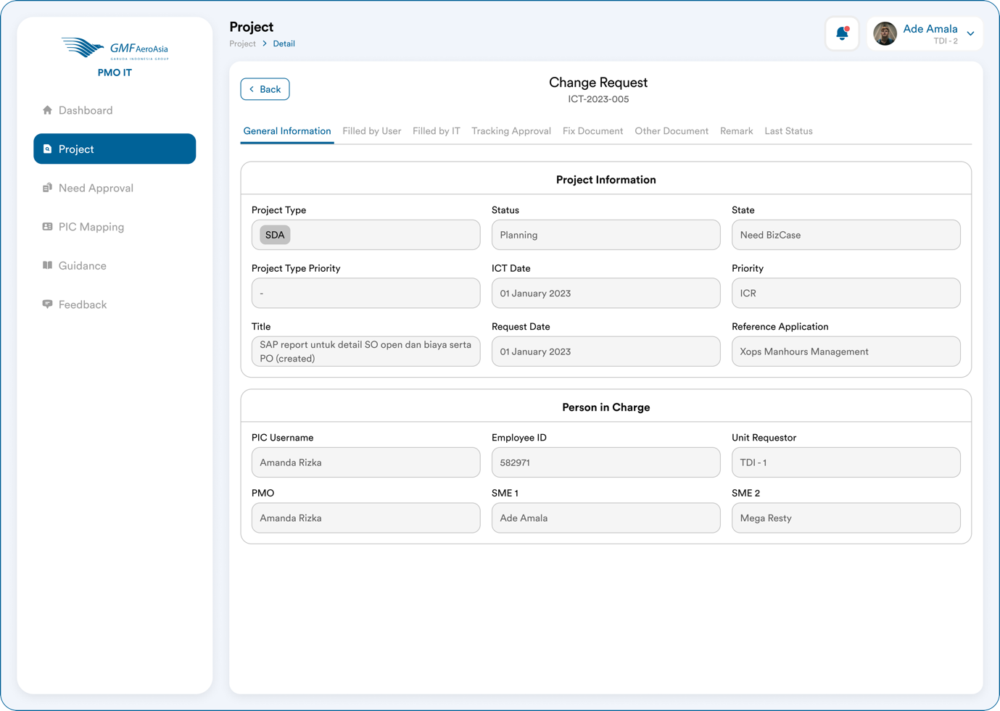 GMF AeroAsia
GARUDA INDONESIA GROUP
PMO IT
Dashboard
Project
Need Approval
PIC Mapping
Guidance
Feedback
Project
Project > Detail
Ade Amala
TDI - 2
Back
Change Request
ICT-2023-005
General Information Filled by User Filled by IT Tracking Approval Fix Document Other Document Remark Last Status
Project Information
Project Type Status State
SDA Planning Need BizCase
Project Type Priority ICT Date Priority
- 01 January 2023 ICR
Title Request Date Reference Application
SAP report untuk detail SO open dan biaya serta
PO (created)
01 January 2023 Xops Manhours Management
Person in Charge
PIC Username Employee ID Unit Requestor
Amanda Rizka 582971 TDI - 1
PMO SME 1 SME 2
Amanda Rizka Ade Amala Mega Resty